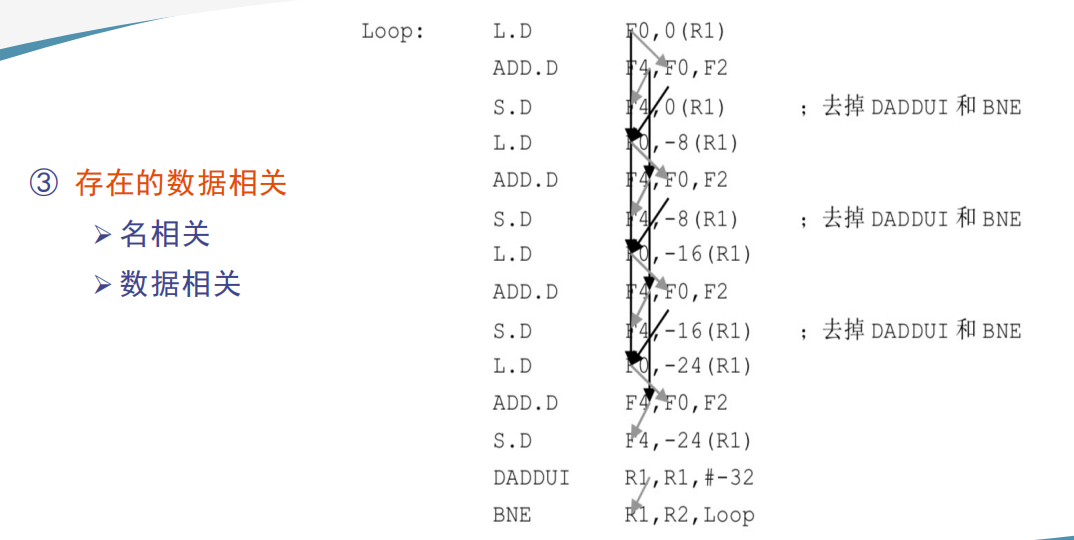 Loop: L.D F0,0(R1)
ADD.D F4,F0,F2
S.D F4,0(R1) ；去掉 DADDUI 和 BNE
L.D F0,-8(R1)
ADD.D F4,F0,F2
S.D F4,-8(R1) ；去掉 DADDUI 和 BNE
L.D F0,-16(R1)
ADD.D F4,F0,F2
S.D F4,-16(R1) ；去掉 DADDUI 和 BNE
L.D F0,-24(R1)
ADD.D F4,F0,F2
S.D F4,-24(R1)
DADDUI R1,R1,#-32
BNE R1,R2,Loop
③ 存在的数据相关
➢ 名相关
➢ 数据相关